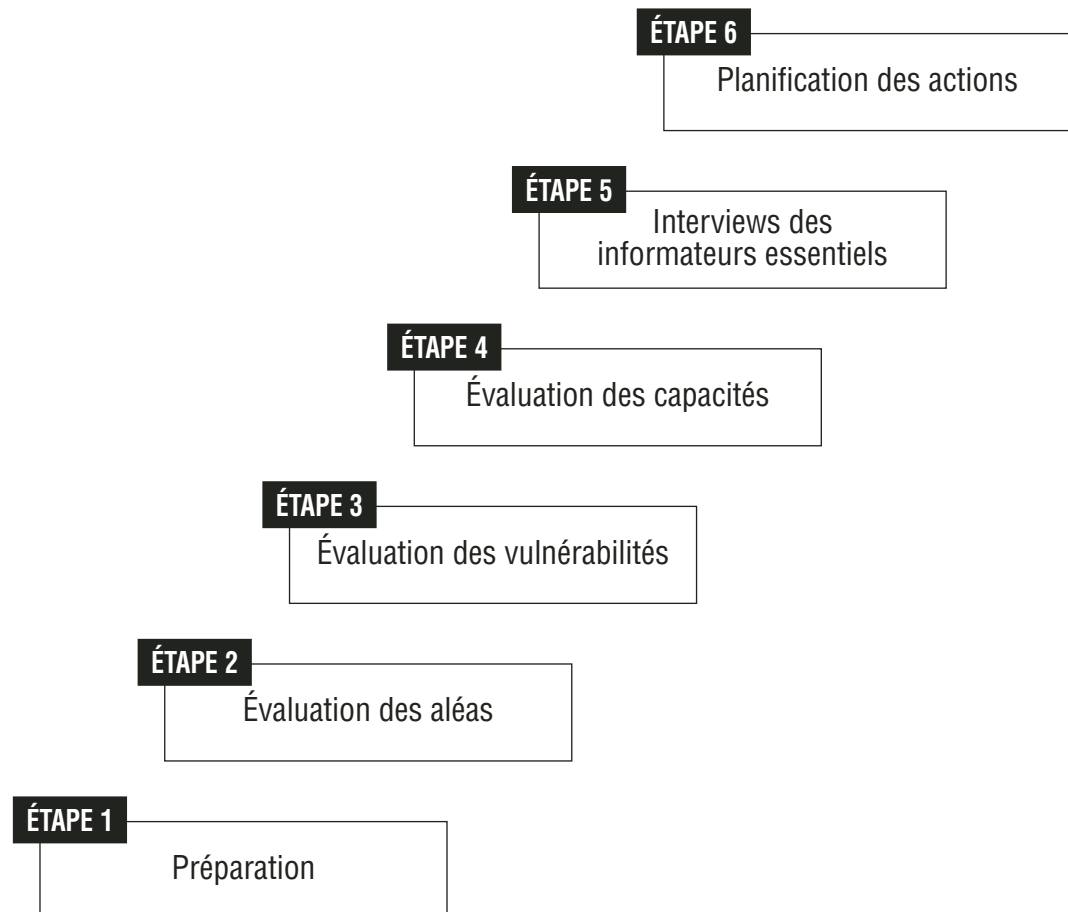 ÉTAPE 6
Planification des actions
ÉTAPE 5
Interviews des
informateurs essentiels
ÉTAPE 4
Évaluation des capacités
ÉTAPE 3
Évaluation des vulnérabilités
ÉTAPE 2
Évaluation des aléas
ÉTAPE 1
Préparation